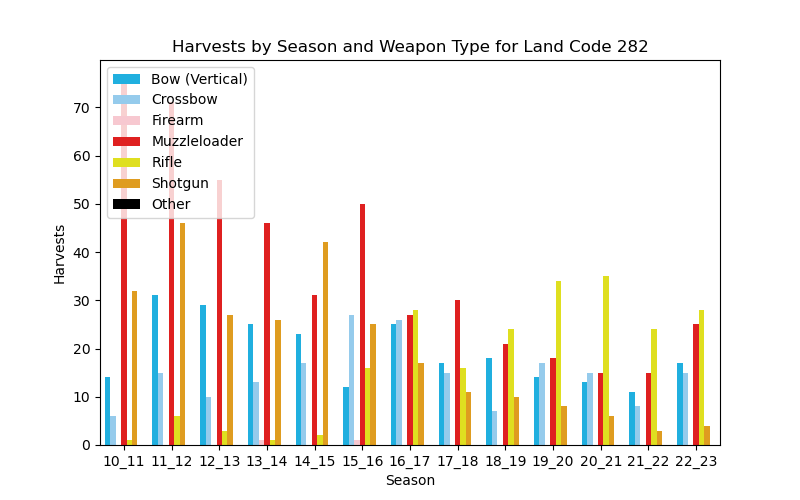 Harvests by Season and Weapon Type for Land Code 282
Bow (Vertical)
Crossbow
Firearm
Muzzleloader
Rifle
Shotgun
Other
Harvests
70
60
50
40
30
20
10
0
10_11 11_12 12_13 13_14 14_15 15_16 16_17 17_18 18_19 19_20 20_21 21_22 22_23
Season